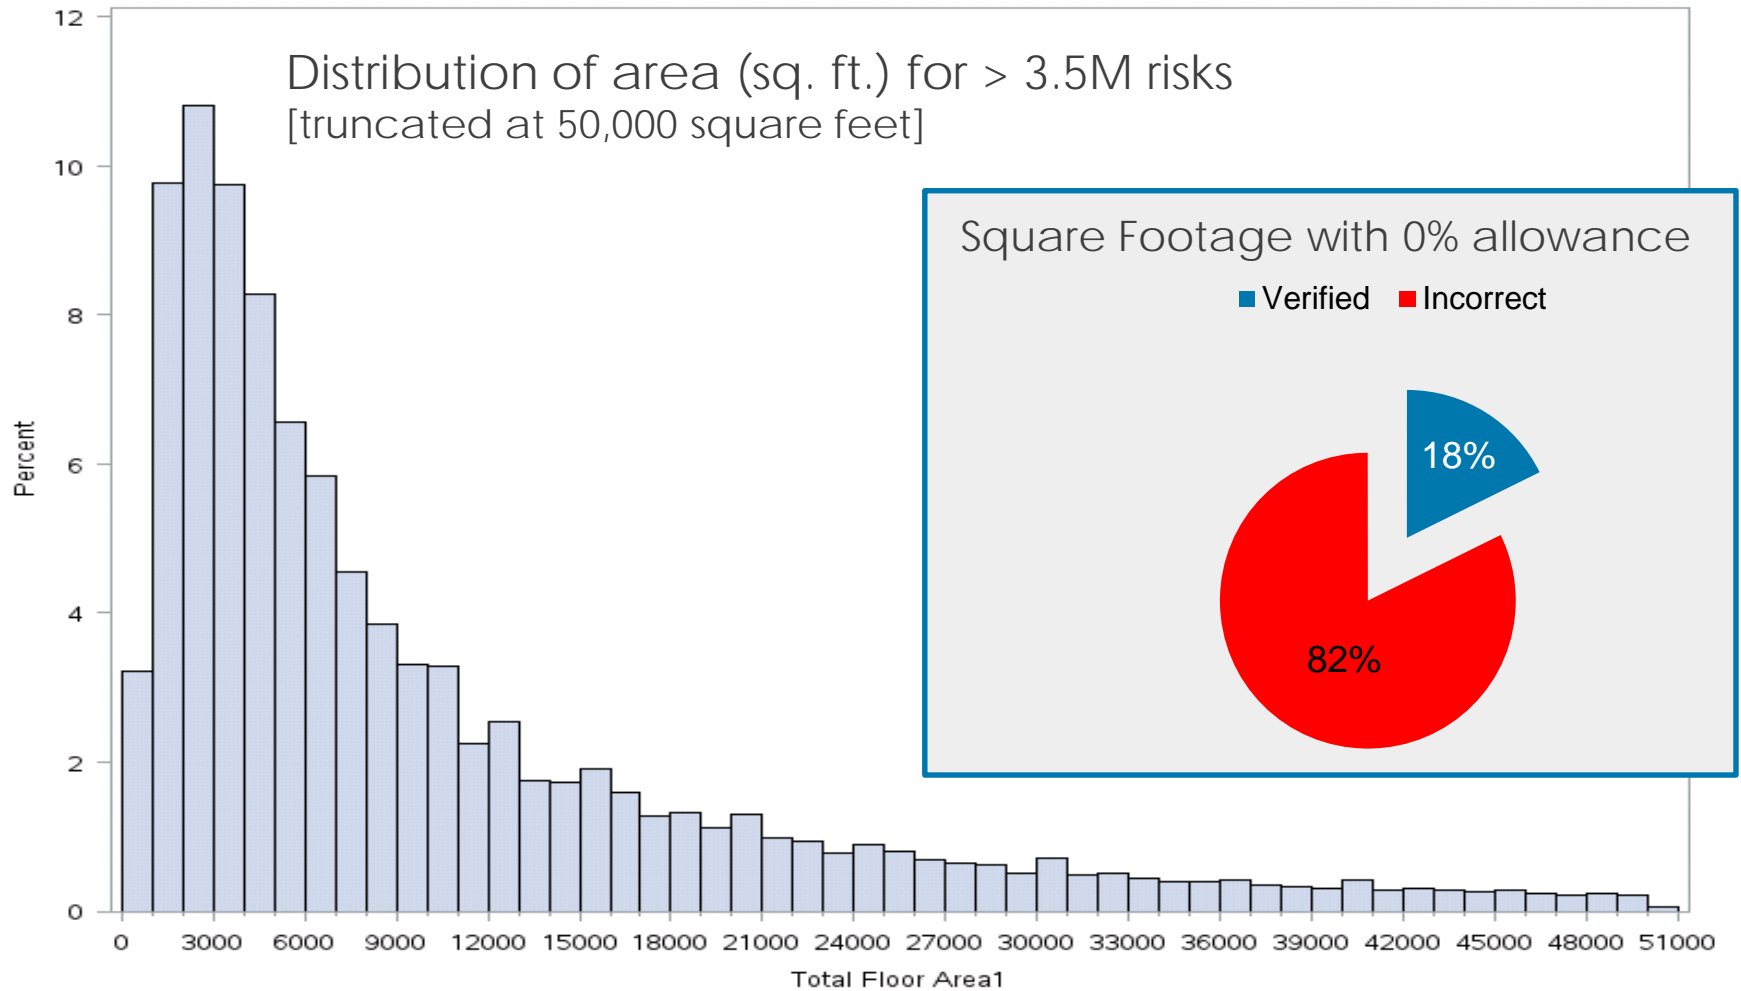 Distribution of area (sq. ft.) for > 3.5M risks
[truncated at 50,000 square feet]
Square Footage with 0% allowance
Verified Incorrect
18%
82%
Percent
12
10
8
6
4
2
0
0 3000 6000 9000 12000 15000 18000 21000 24000 27000 30000 33000 36000 39000 42000 45000 48000 51000
Total Floor Area1